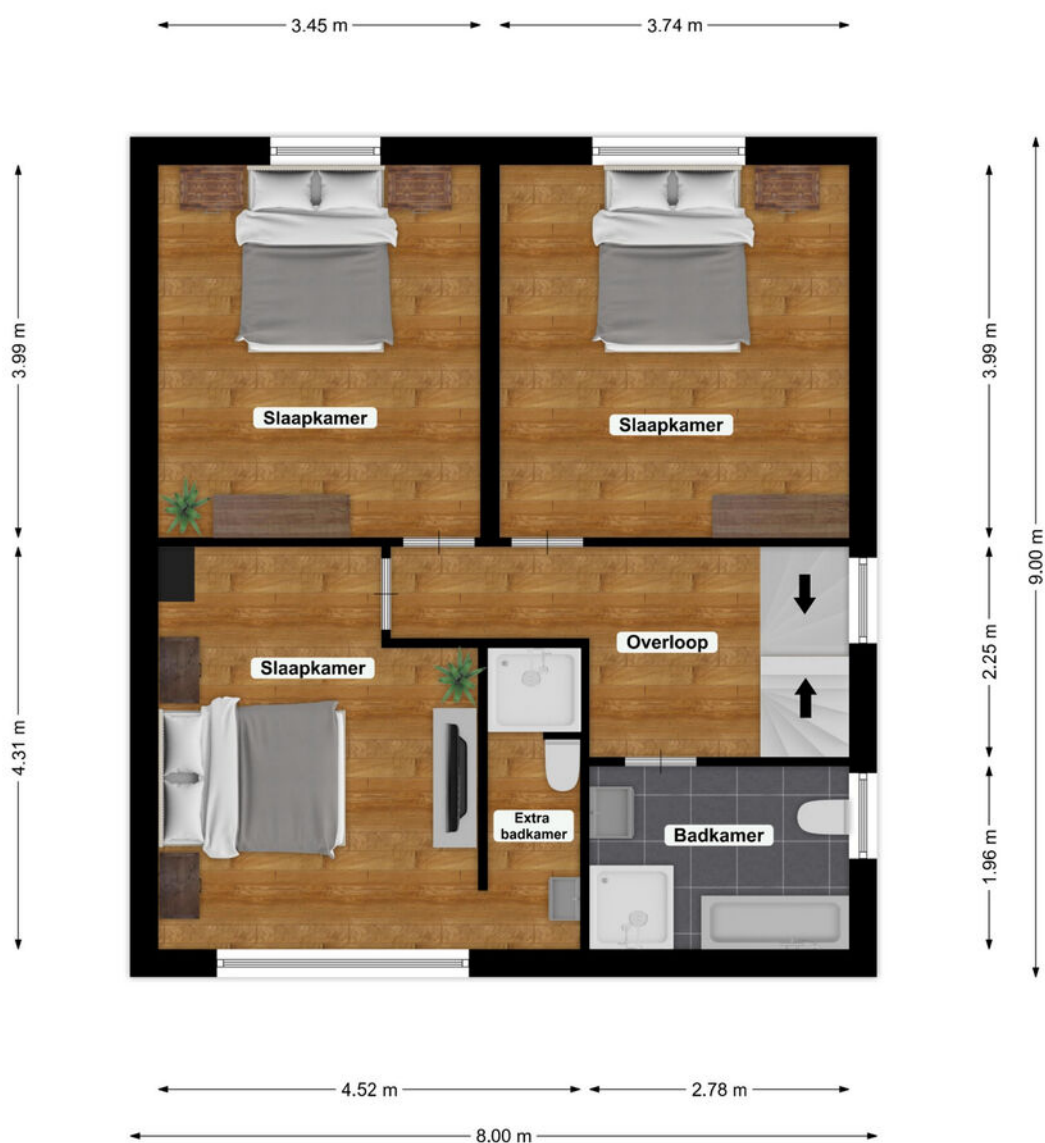 3.45 m
3.74 m
3.99 m
3.99 m
9.00 m
Slaapkamer
Slaapkamer
2.25 m
Overloop
Slaapkamer
4.31 m
Extra
badkamer
Badkamer
1.96 m
4.52 m
2.78 m
8.00 m